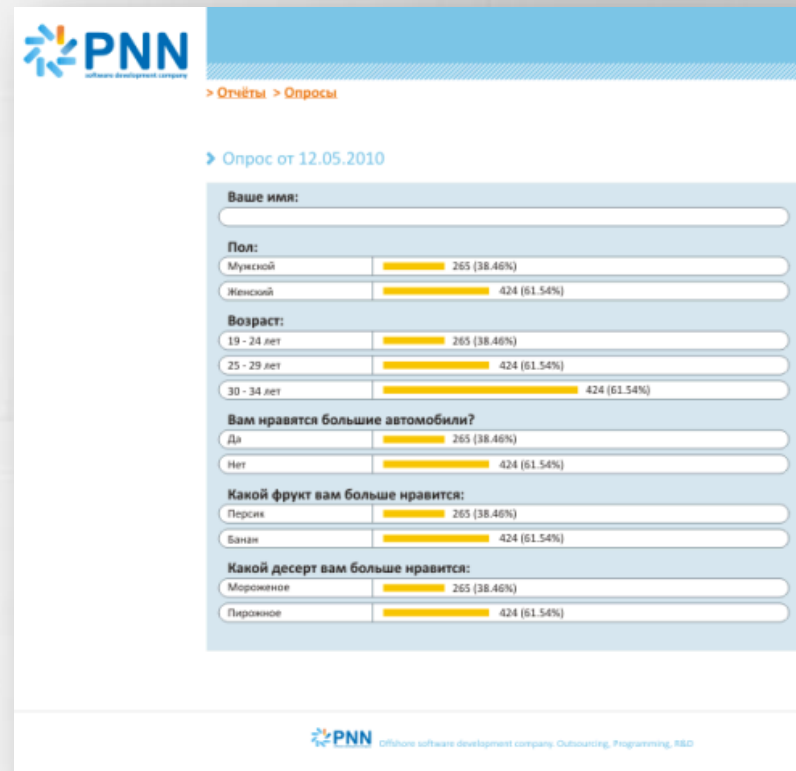 PNN
software development company
> Отчёты > Опросы
Опрос от 12.05.2010
Ваше имя:
Пол:
Мужской 265 (38.46%)
Женский 424 (61.54%)
Возраст:
19 - 24 лет 265 (38.46%)
25 - 29 лет 424 (61.54%)
30 - 34 лет 424 (61.54%)
Вам нравятся большие автомобили?
Да 265 (38.46%)
Нет 424 (61.54%)
Какой фрукт вам больше нравится:
Персик 265 (38.46%)
Банан 424 (61.54%)
Какой десерт вам больше нравится:
Мороженое 265 (38.46%)
Пирожное 424 (61.54%)
PNN Offshore software development company. Outsourcing, Programming, R&D